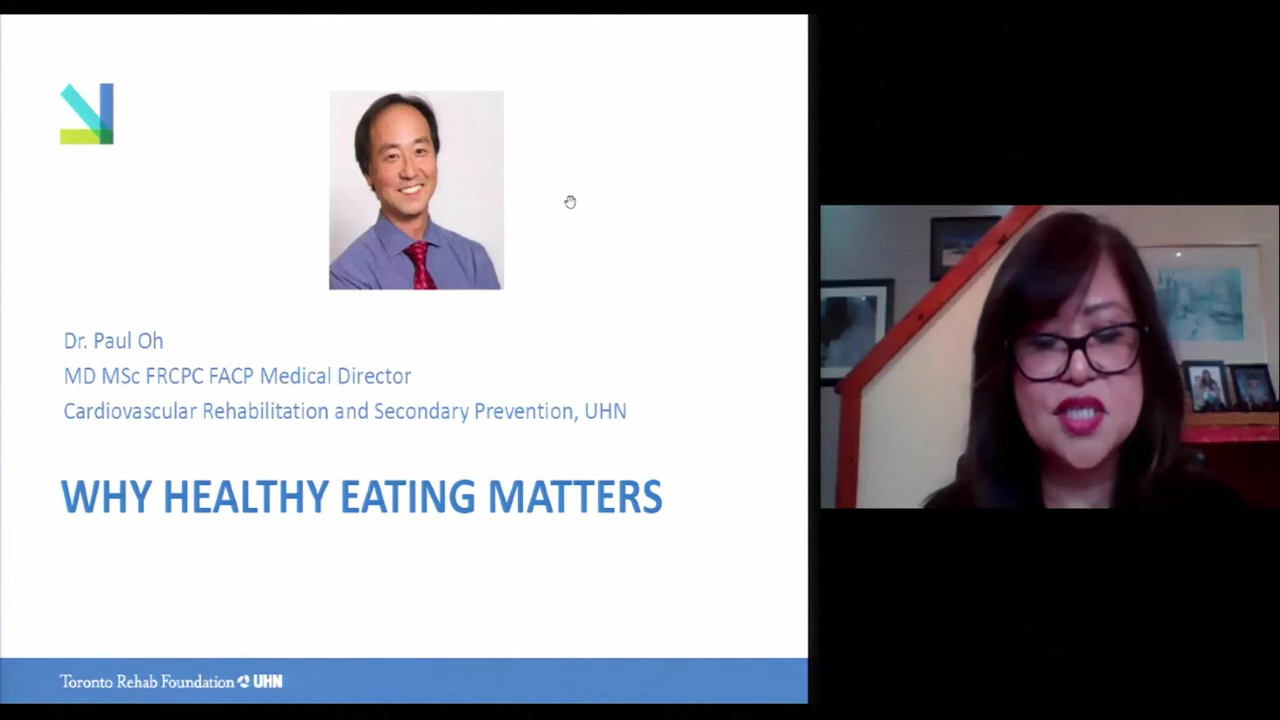 Dr. Paul Oh
MD MSc FRCPC FACP Medical Director
Cardiovascular Rehabilitation and Secondary Prevention, UHN
WHY HEALTHY EATING MATTERS
Toronto Rehab Foundation UHN